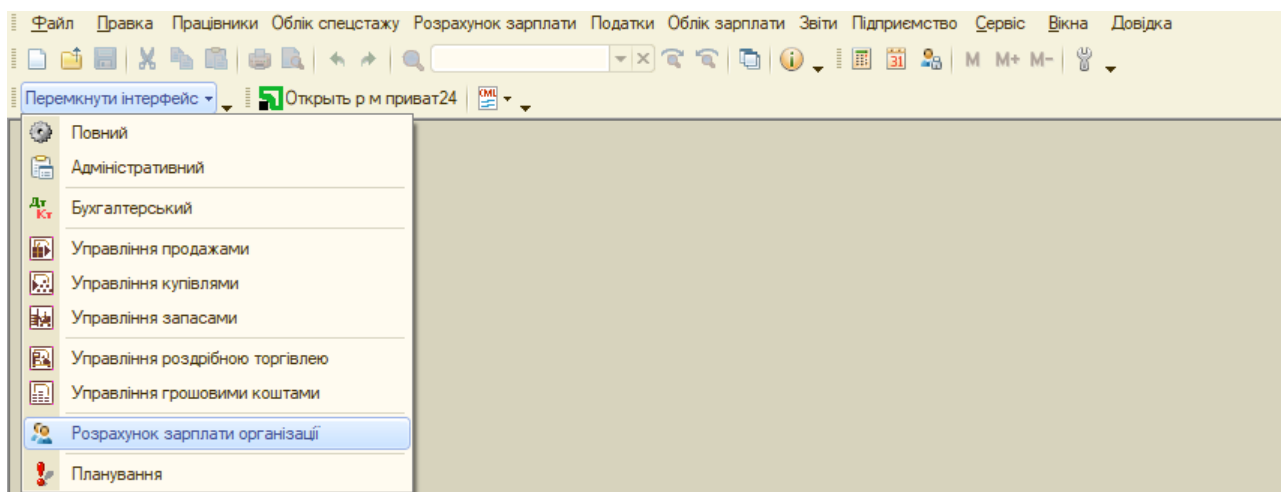 Файл Правка Працівники Облік спецстажу Розрахунок зарплати Податки Облік зарплати Звіти Підприємство Сервіс Вікна Довідка
31 M M+ M-
Перемкнути інтерфейс Открыть р м приват24 CML
Повний
Адміністративний
Дт Кт Бухгалтерський
Управління продажами
Управління купівлями
Управління запасами
Управління роздрібною торгівлею
Управління грошовими коштами
Розрахунок зарплати організації
Планування